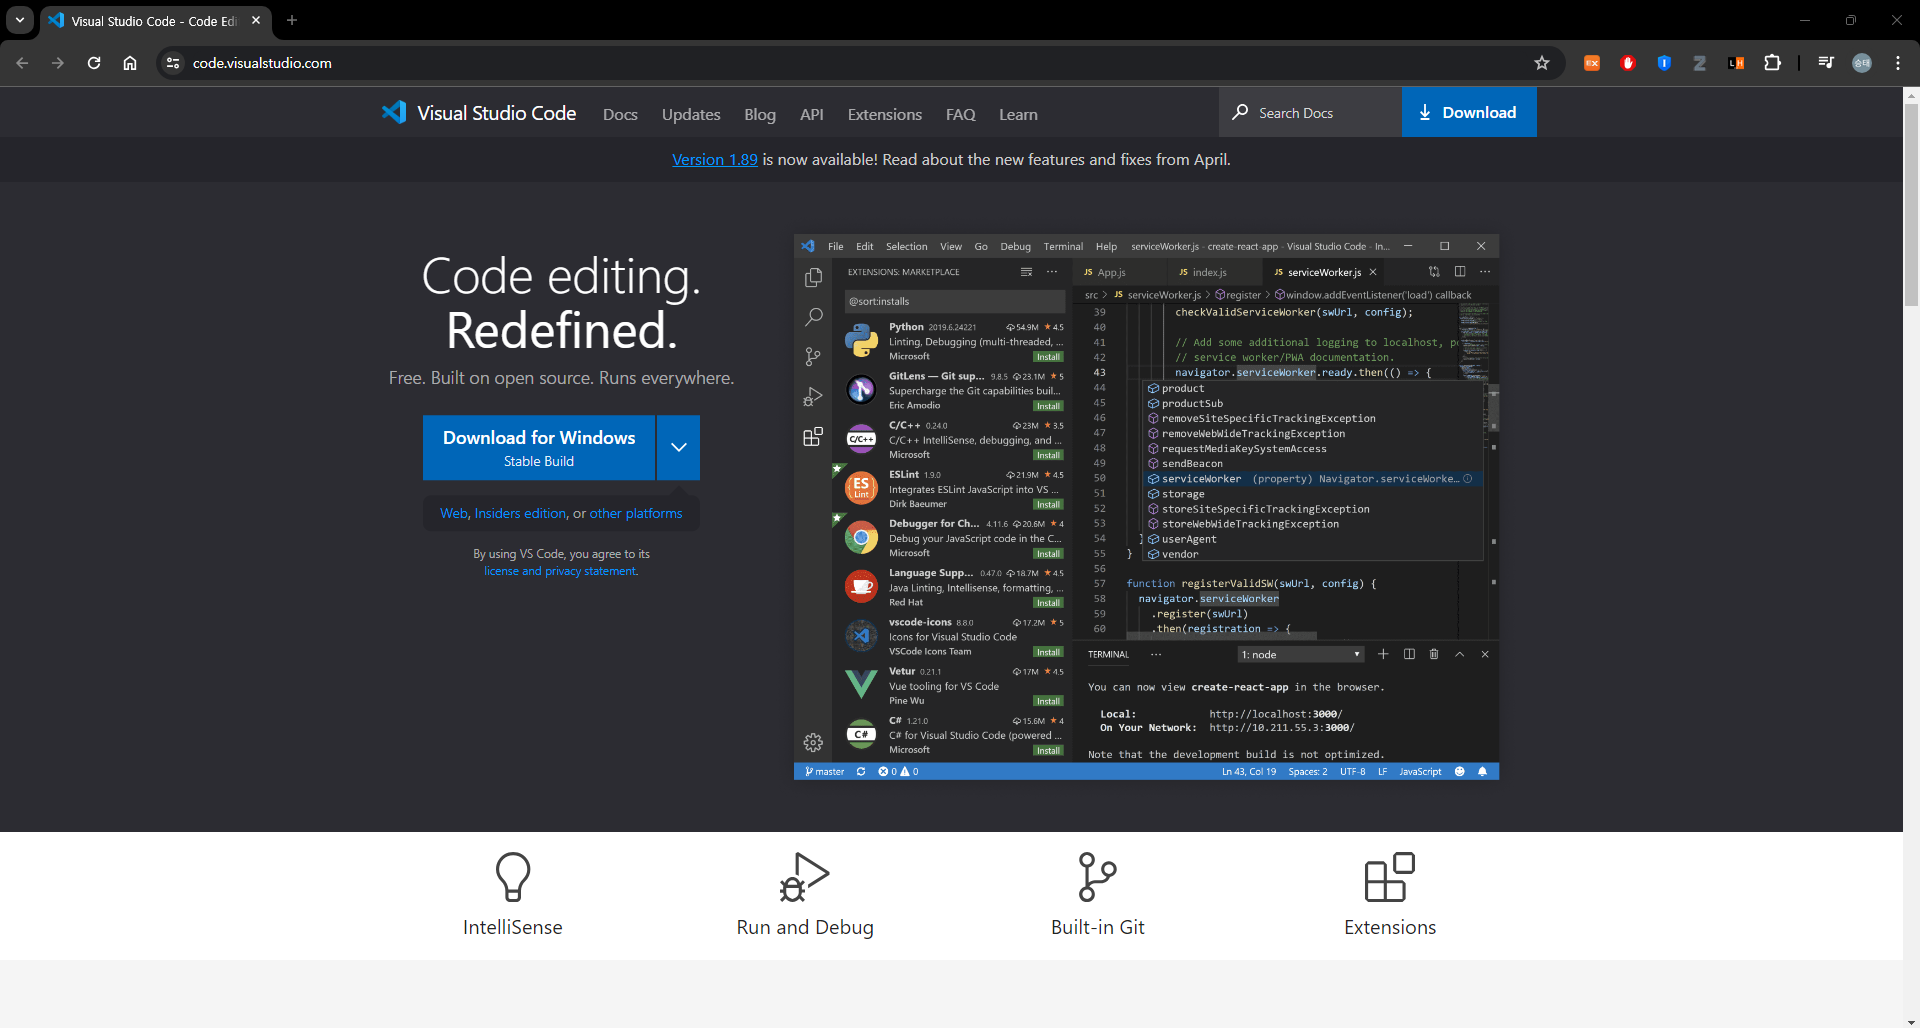 Visual Studio Code - Code Edi
code.visualstudio.com
승태
Visual Studio Code Docs Updates Blog API Extensions FAQ Learn Search Docs Download
Version 1.89 is now available! Read about the new features and fixes from April.
Code editing.
Redefined.
Free. Built on open source. Runs everywhere.
Download for Windows
Stable Build
Web, Insiders edition, or other platforms
By using VS Code, you agree to its
license and privacy statement.
File Edit Selection View Go Debug Terminal Help serviceWorker.js - create-react-app - Visual Studio Code - In...
EXTENSIONS: MARKETPLACE
@sort:installs
Python 2019.6.24221 54.9M 4.5
Linting, Debugging (multi-threaded, ...
Microsoft Install
GitLens — Git sup... 9.8.5 23.1M 5
Supercharge the Git capabilities buil...
Eric Amodio Install
C/C++ 0.24.0 23M 3.5
C/C++ IntelliSense, debugging, and ...
Microsoft Install
ESLint 1.9.0 21.9M 4.5
Integrates ESLint JavaScript into VS ...
Dirk Baeumer Install
Debugger for Ch... 4.11.6 20.6M 4
Debug your JavaScript code in the C...
Microsoft Install
Language Supp... 0.47.0 18.7M 4.5
Java Linting, Intellisense, formatting, ...
Red Hat Install
vscode-icons 8.8.0 17.2M 5
Icons for Visual Studio Code
VSCode Icons Team Install
Vetur 0.21.1 17M 4.5
Vue tooling for VS Code
Pine Wu Install
C# 1.21.0 15.6M 4
C# for Visual Studio Code (powered ...
Microsoft Install
JS App.js JS index.js JS serviceWorker.js
src > JS serviceWorker.js > register > window.addEventListener('load') callback
39 checkValidServiceWorker(swUrl, config);
40
41 // Add some additional logging to localhost, p
42 // service worker/PWA documentation.
43 navigator.serviceWorker.ready.then(() => {
44 product
45 productSub
46 removeSiteSpecificTrackingException
47 removeWebWideTrackingException
48 requestMediaKeySystemAccess
49 sendBeacon
50 serviceWorker (property) Navigator.serviceWorke...
51 storage
52 storeSiteSpecificTrackingException
53 storeWebWideTrackingException
54 } userAgent
55 } vendor
56
57 function registerValidSW(swUrl, config) {
58 navigator.serviceWorker
59 .register(swUrl)
60 .then(registration => {
TERMINAL ... 1: node
You can now view create-react-app in the browser.
Local: http://localhost:3000/
On Your Network: http://10.211.55.3:3000/
Note that the development build is not optimized.
master 0 0 Ln 43, Col 19 Spaces: 2 UTF-8 LF JavaScript
IntelliSense Run and Debug Built-in Git Extensions